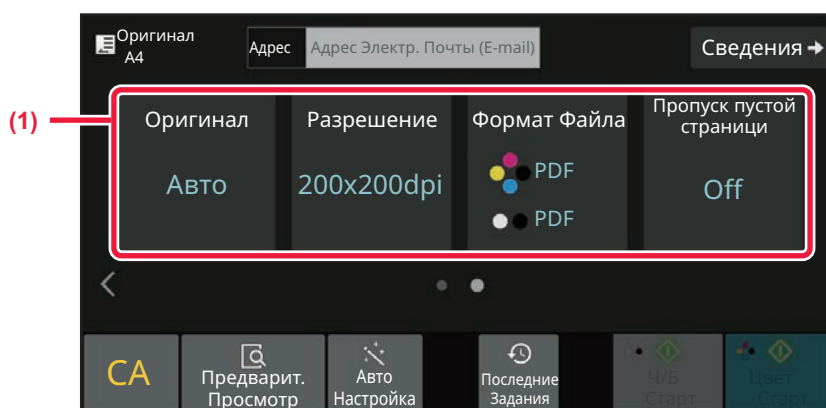 Оригинал
A4
Адрес
Адрес Электр. Почты (E-mail)
Сведения
(1)
Оригинал
Авто
Разрешение
200x200dpi
Формат Файла
PDF
PDF
Пропуск пустой
страници
Off
CA
Предварит.
Просмотр
Авто
Настройка
Последние
Задания
Ч/Б
Старт
Цвет
Старт